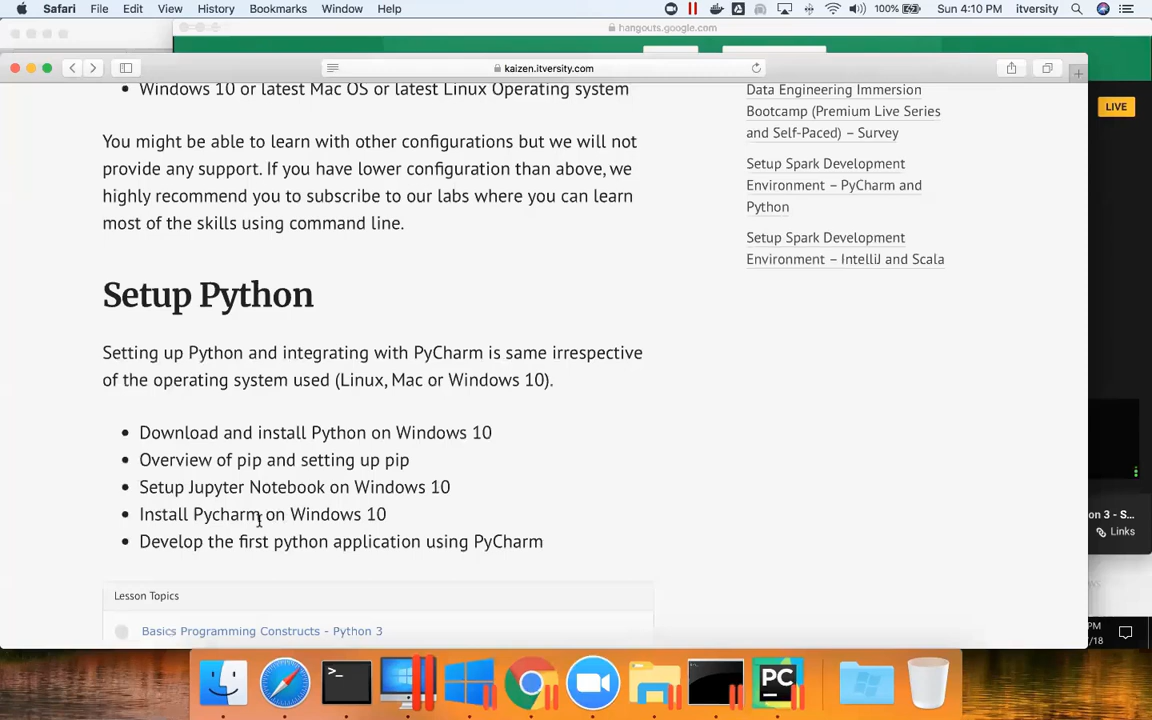 Safari File Edit View History Bookmarks Window Help 100% Sun 4:10 PM itversity
hangouts.google.com
kaizen.itversity.com
Windows 10 or latest Mac OS or latest Linux Operating system
You might be able to learn with other configurations but we will not
provide any support. If you have lower configuration than above, we
highly recommend you to subscribe to our labs where you can learn
most of the skills using command line.
Setup Python
Setting up Python and integrating with PyCharm is same irrespective
of the operating system used (Linux, Mac or Windows 10).
Download and install Python on Windows 10
Overview of pip and setting up pip
Setup Jupyter Notebook on Windows 10
Install Pycharm on Windows 10
Develop the first python application using PyCharm
Lesson Topics
Basics Programming Constructs - Python 3
Data Engineering Immersion
Bootcamp (Premium Live Series
and Self-Paced) – Survey
Setup Spark Development
Environment – PyCharm and
Python
Setup Spark Development
Environment – IntelliJ and Scala
LIVE
on 3 - S...
Links
PM
/18
PC